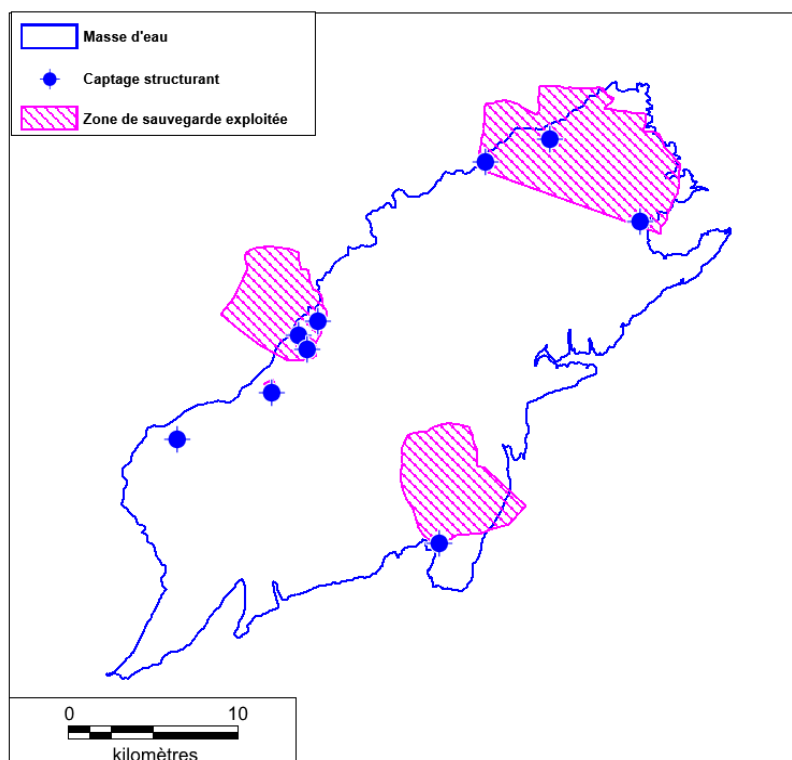 Masse d'eau
Captage structurant
Zone de sauvegarde exploitée
0 10
kilomètres